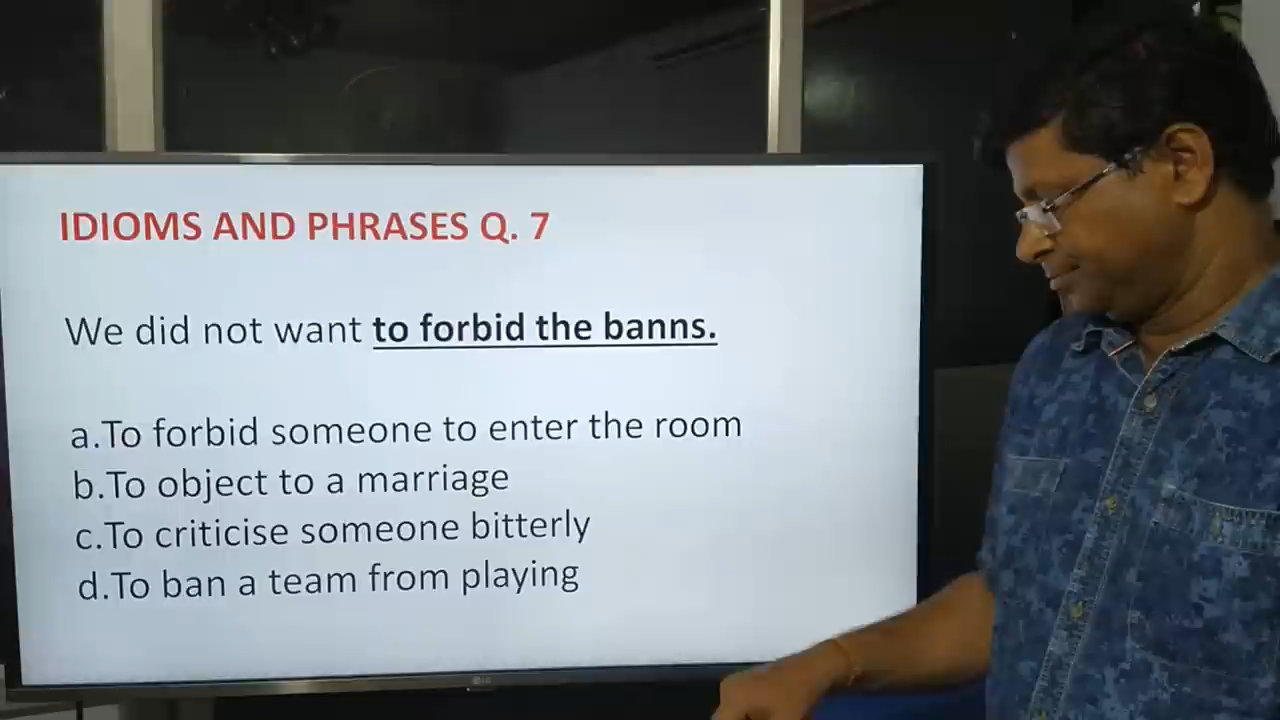 IDIOMS AND PHRASES Q. 7
We did not want to forbid the banns.
a.To forbid someone to enter the room
b.To object to a marriage
c.To criticise someone bitterly
d.To ban a team from playing